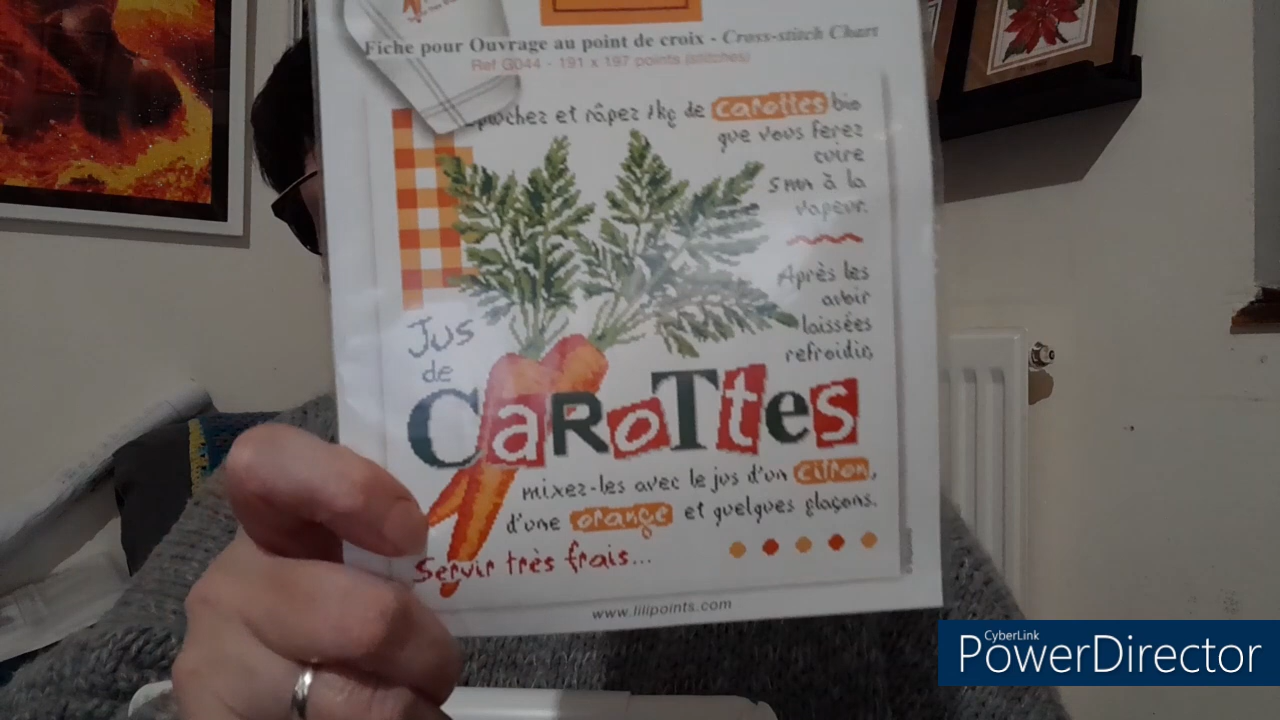 Fiche pour Ouvrage au point de croix - Cross-stitch Chart
Ref G044 - 191 x 197 points (stitches)
et râpez 1kg de carottes bio
que vous ferez
cuire
5mn à la
vapeur.
Après les
avoir
laissées
refroidir,
Jus
de
CaRoTtes
mixez-les avec le jus d'un citron,
d'une orange et quelques glaçons.
Servir très frais...
www.lilipoints.com
CyberLink
PowerDirector